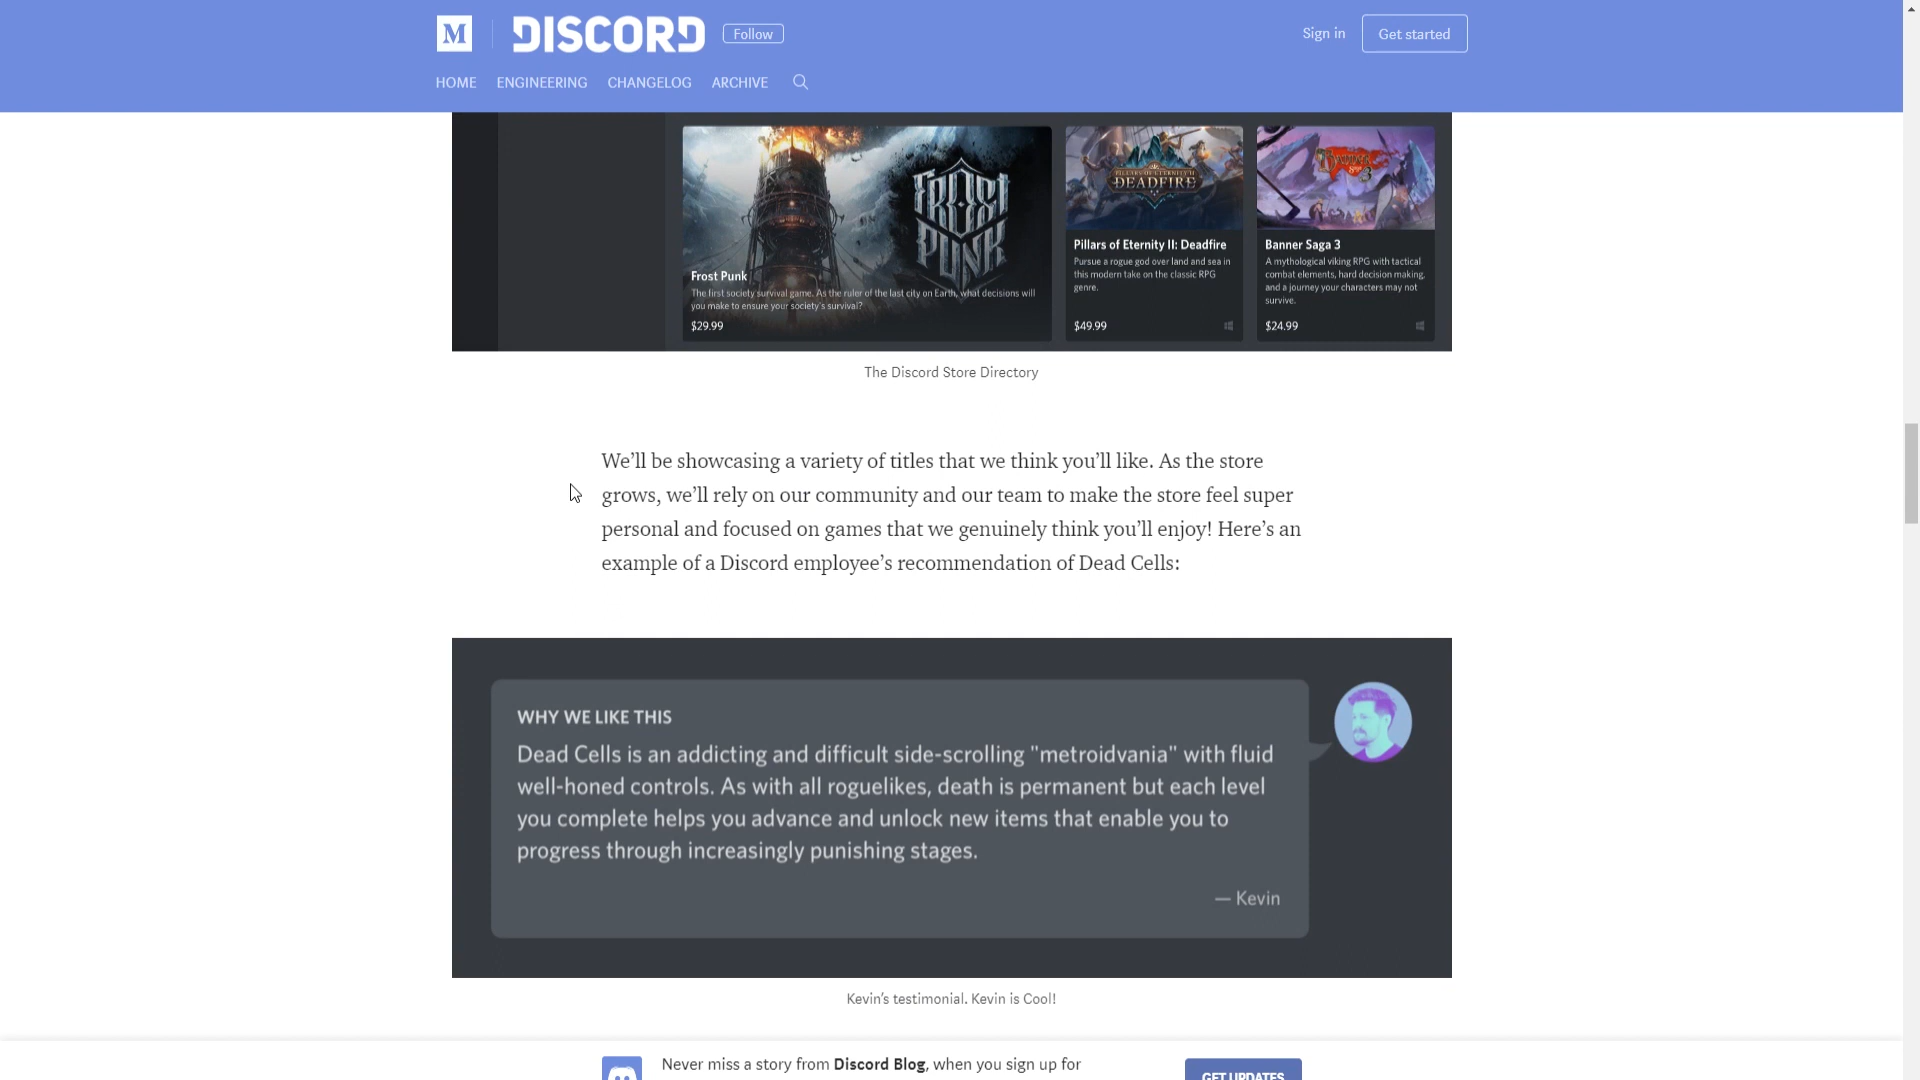 M
DISCORD
Follow
Sign in
Get started
HOME
ENGINEERING
CHANGELOG
ARCHIVE
FROST
PUNK
Frost Punk
The first society survival game. As the ruler of the last city on Earth, what decisions will
you make to ensure your society's survival?
$29.99
PILLARS OF ETERNITY II
DEADFIRE
Pillars of Eternity II: Deadfire
Pursue a rogue god over land and sea in
this modern take on the classic RPG
genre.
$49.99
Banner Saga 3
A mythological viking RPG with tactical
combat elements, hard decision making,
and a journey your characters may not
survive.
$24.99
The Discord Store Directory
We’ll be showcasing a variety of titles that we think you’ll like. As the store
grows, we’ll rely on our community and our team to make the store feel super
personal and focused on games that we genuinely think you’ll enjoy! Here’s an
example of a Discord employee’s recommendation of Dead Cells:
WHY WE LIKE THIS
Dead Cells is an addicting and difficult side-scrolling "metroidvania" with fluid
well-honed controls. As with all roguelikes, death is permanent but each level
you complete helps you advance and unlock new items that enable you to
progress through increasingly punishing stages.
— Kevin
Kevin’s testimonial. Kevin is Cool!
Never miss a story from Discord Blog, when you sign up for
GET UPDATES